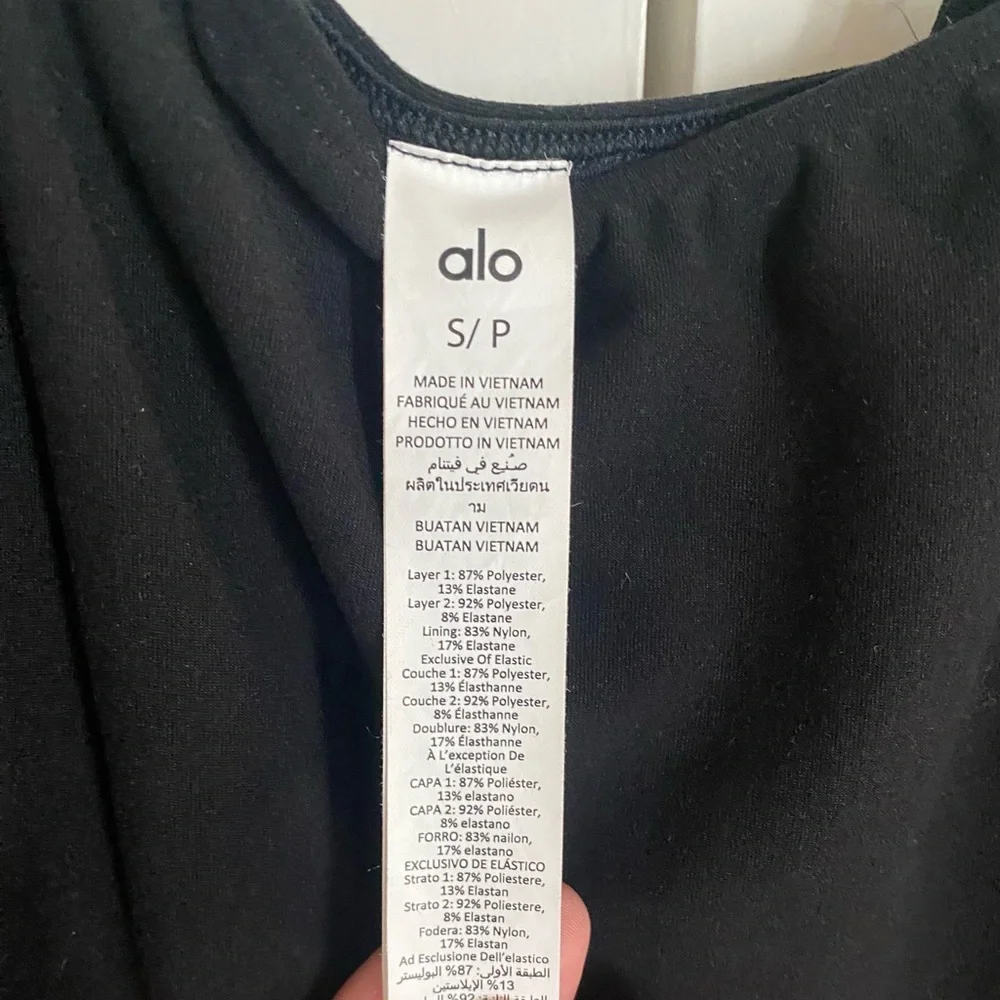 alo
S/ P
MADE IN VIETNAM
FABRIQUÉ AU VIETNAM
HECHO EN VIETNAM
PRODOTTO IN VIETNAM
صُنِع في فيتنام
ผลิตในประเทศเวียดน
าม
BUATAN VIETNAM
BUATAN VIETNAM
Layer 1: 87% Polyester,
13% Elastane
Layer 2: 92% Polyester,
8% Elastane
Lining: 83% Nylon,
17% Elastane
Exclusive Of Elastic
Couche 1: 87% Polyester,
13% Élasthanne
Couche 2: 92% Polyester,
8% Élasthanne
Doublure: 83% Nylon,
17% Élasthanne
À L'exception De
L'élastique
CAPA 1: 87% Poliéster,
13% elastano
CAPA 2: 92% Poliéster,
8% elastano
FORRO: 83% nailon,
17% elastano
EXCLUSIVO DE ELÁSTICO
Strato 1: 87% Poliestere,
13% Elastan
Strato 2: 92% Poliestere,
8% Elastan
Fodera: 83% Nylon,
17% Elastan
Ad Esclusione Dell'elastico
الطبقة الأولى: 87% البوليستر
13% الإيلاستين